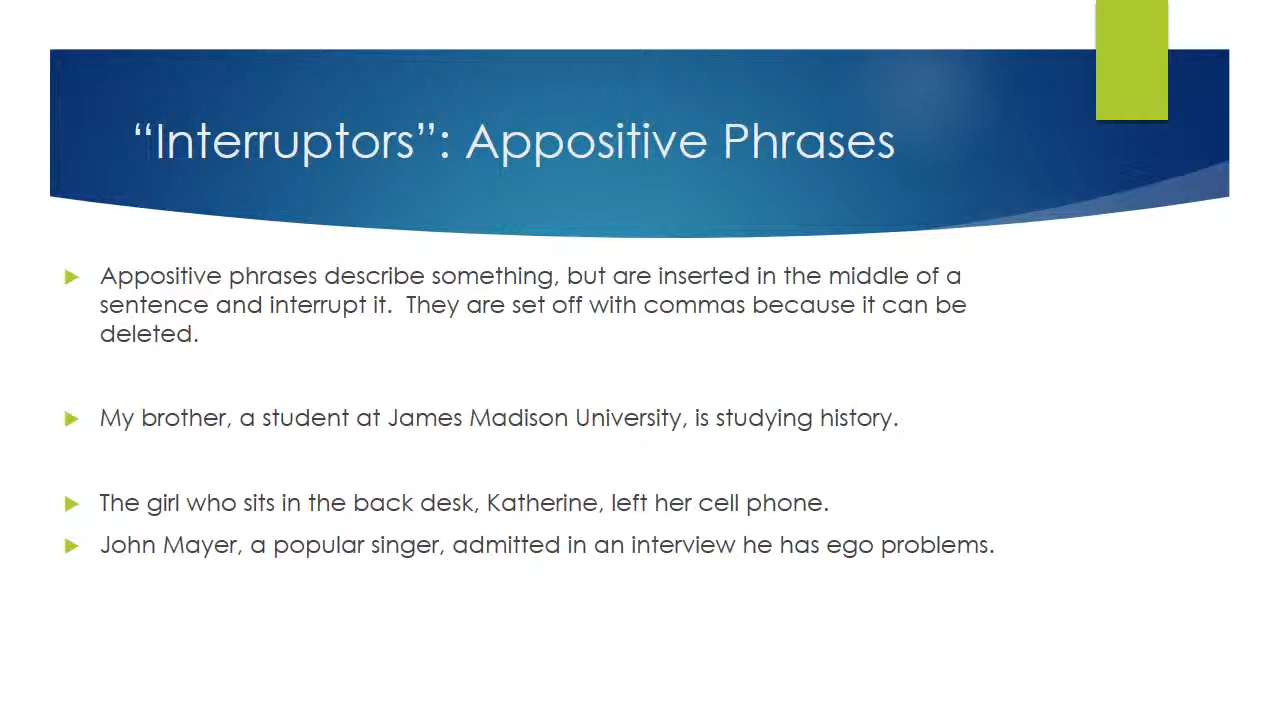 “Interruptors”: Appositive Phrases
Appositive phrases describe something, but are inserted in the middle of a
sentence and interrupt it.  They are set off with commas because it can be
deleted.
My brother, a student at James Madison University, is studying history.
The girl who sits in the back desk, Katherine, left her cell phone.
John Mayer, a popular singer, admitted in an interview he has ego problems.